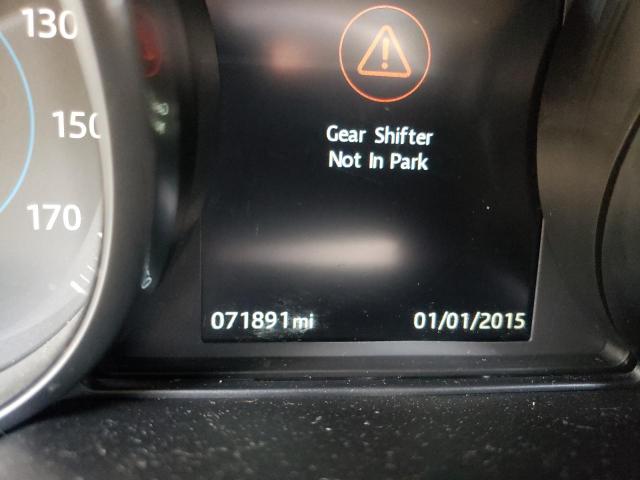 130
150
170
Gear Shifter
Not In Park
071891mi 01/01/2015